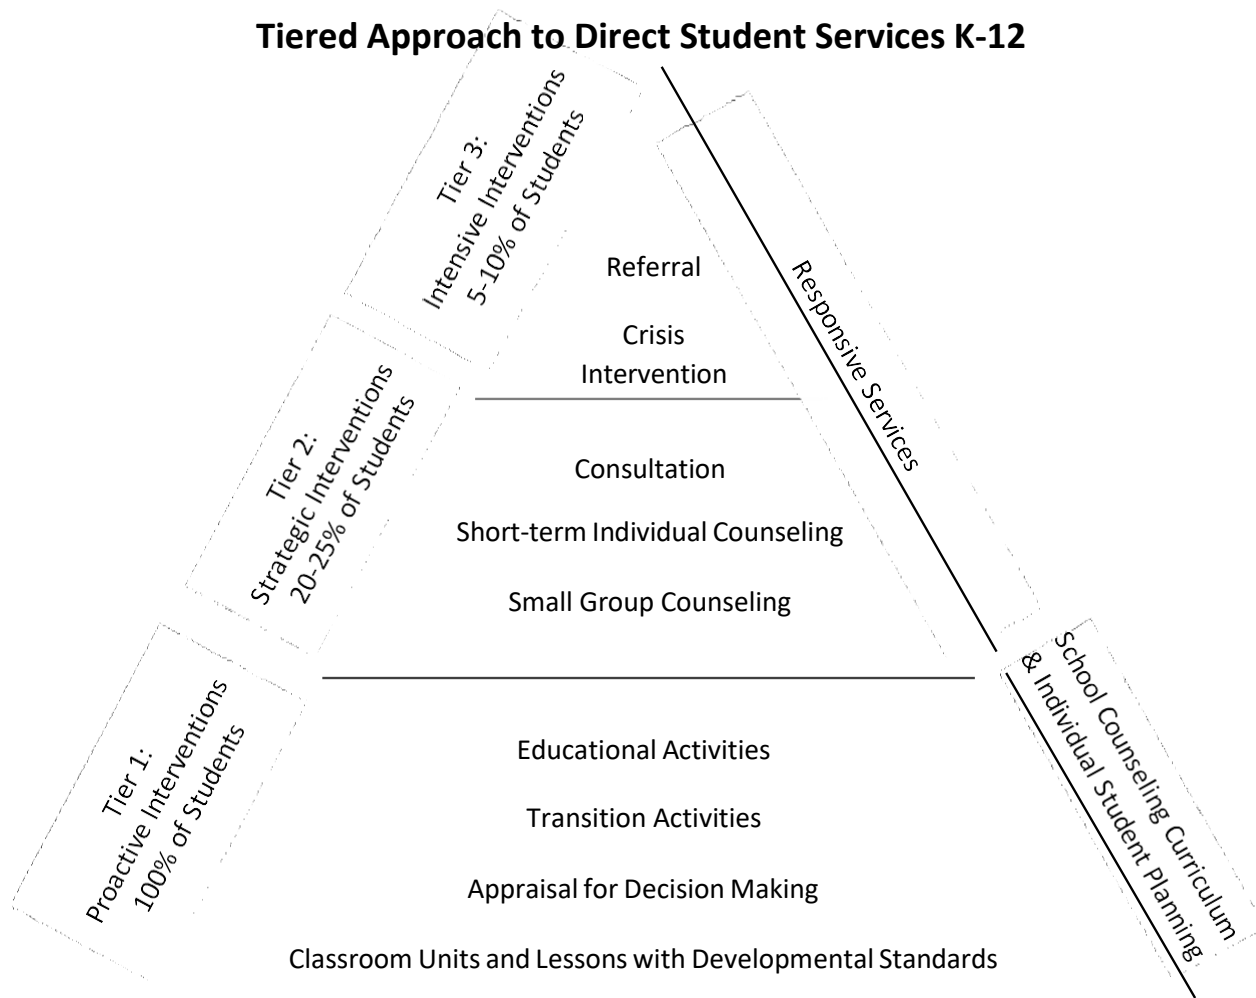 Tiered Approach to Direct Student Services K-12
Tier 3:
Intensive Interventions
5-10% of Students
Referral
Crisis
Intervention
Responsive Services
Tier 2:
Strategic Interventions
20-25% of Students
Consultation
Short-term Individual Counseling
Small Group Counseling
Tier 1:
Proactive Interventions
100% of Students
Educational Activities
Transition Activities
Appraisal for Decision Making
Classroom Units and Lessons with Developmental Standards
School Counseling Curriculum
& Individual Student Planning